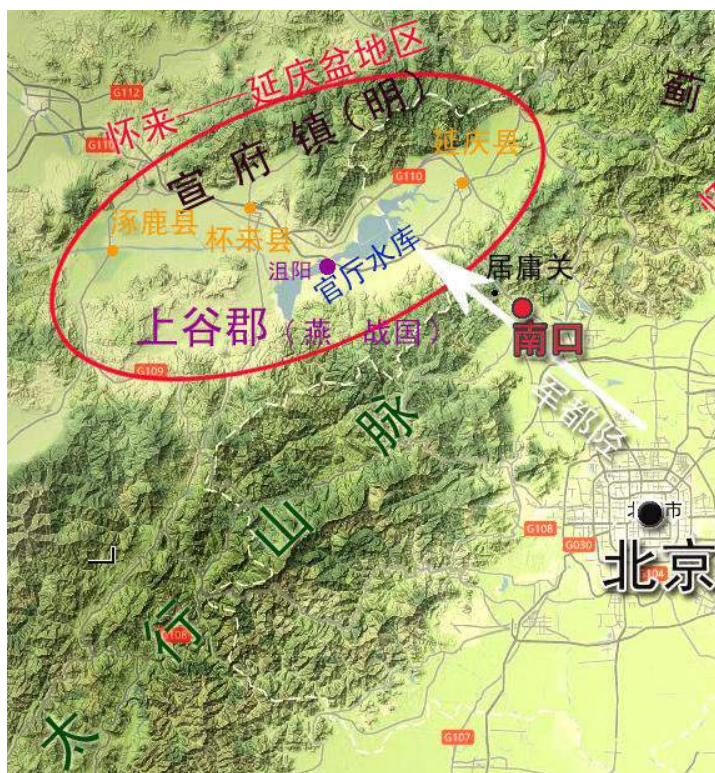 怀来——延庆盆地区
G112
G110
宣府镇（明）
蓟
延庆县
G110
涿鹿县
怀来县
沮阳
官厅水库
居庸关
南口
上谷郡（燕 战国）
G109
军都陉
太行山脉
北京
G108
G030
G104
G108
G107